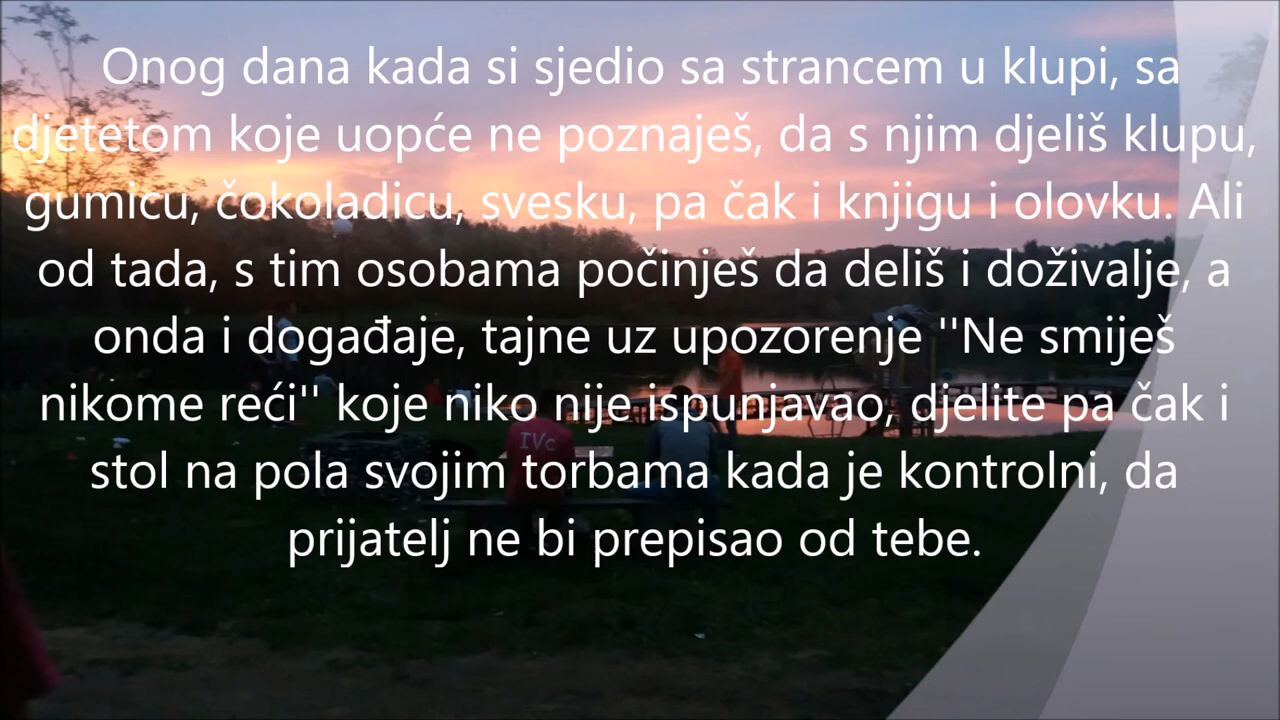 Onog dana kada si sjedio sa strancem u klupi, sa
djetetom koje uopće ne poznaješ, da s njim djeliš klupu,
gumicu, čokoladicu, svesku, pa čak i knjigu i olovku. Ali
od tada, s tim osobama počinješ da deliš i doživalje, a
onda i događaje, tajne uz upozorenje ''Ne smiješ
nikome reći'' koje niko nije ispunjavao, djelite pa čak i
stol na pola svojim torbama kada je kontrolni, da
prijatelj ne bi prepisao od tebe.
IVc